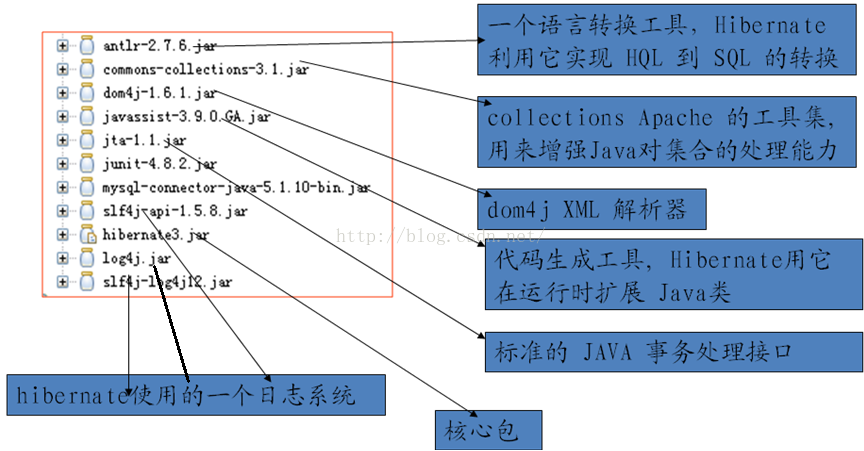 antlr-2.7.6.jar
commons-collections-3.1.jar
dom4j-1.6.1.jar
javassist-3.9.0.GA.jar
jta-1.1.jar
junit-4.8.2.jar
mysql-connector-java-5.1.10-bin.jar
slf4j-api-1.5.8.jar
hibernate3.jar
log4j.jar
slf4j-log4j12.jar
一个语言转换工具, Hibernate
利用它实现 HQL 到 SQL 的转换
collections Apache 的工具集,
用来增强Java对集合的处理能力
dom4j XML 解析器
http://blog.csdn.net/
代码生成工具, Hibernate用它
在运行时扩展 Java类
标准的 JAVA 事务处理接口
hibernate使用的一个日志系统
核心包